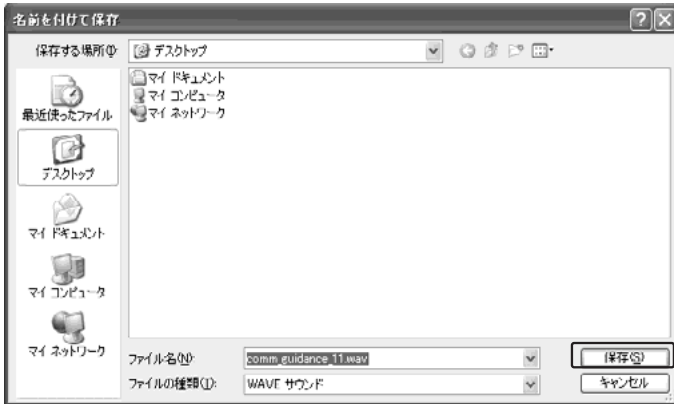 名前を付けて保存
保存する場所(I): デスクトップ
マイ ドキュメント
マイ コンピュータ
マイ ネットワーク
最近使ったファイル
デスクトップ
マイ ドキュメント
マイ コンピュータ
マイ ネットワーク
ファイル名(N): comm_guidance_11.wav 保存(S)
ファイルの種類(T): WAVE サウンド キャンセル